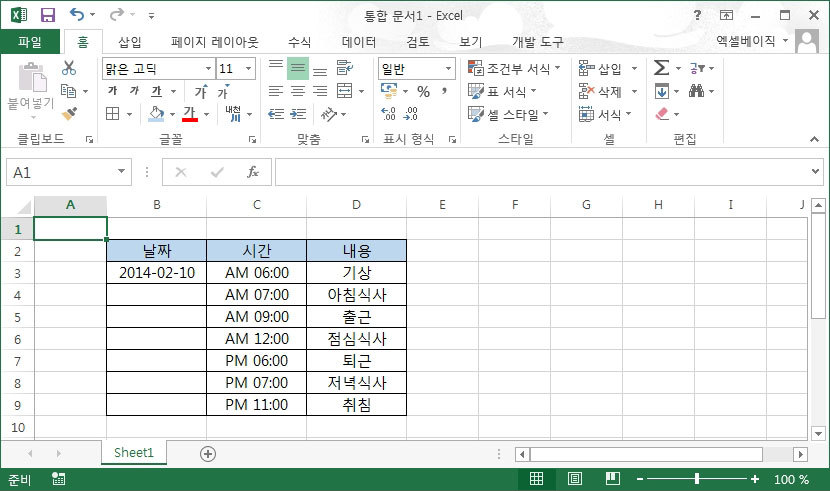 통합 문서1 - Excel
파일 홈 삽입 페이지 레이아웃 수식 데이터 검토 보기 개발 도구 엑셀베이직
붙여넣기
클립보드
맑은 고딕 11
가 가 가 가 가
가 내천
글꼴
맞춤
일반
% ,
표시 형식
조건부 서식
표 서식
셀 스타일
스타일
삽입
삭제
서식
셀
편집
A1 fx
A B C D E F G H I J
1
2 날짜 시간 내용
3 2014-02-10 AM 06:00 기상
4 AM 07:00 아침식사
5 AM 09:00 출근
6 AM 12:00 점심식사
7 PM 06:00 퇴근
8 PM 07:00 저녁식사
9 PM 11:00 취침
10
Sheet1
준비 100 %